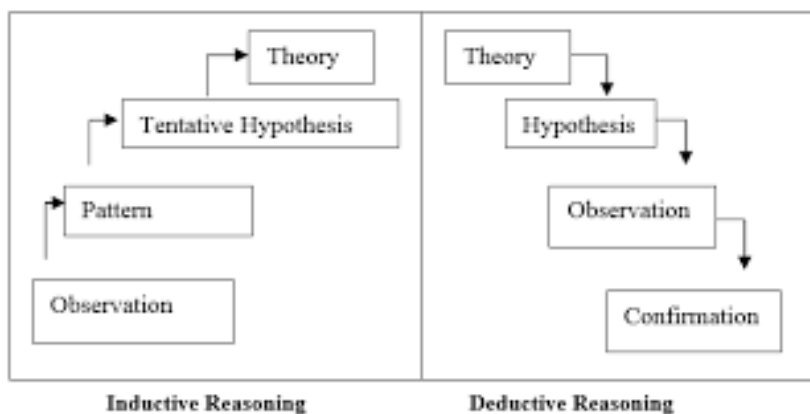 Theory
Tentative Hypothesis
Pattern
Observation
Inductive Reasoning
Theory
Hypothesis
Observation
Confirmation
Deductive Reasoning